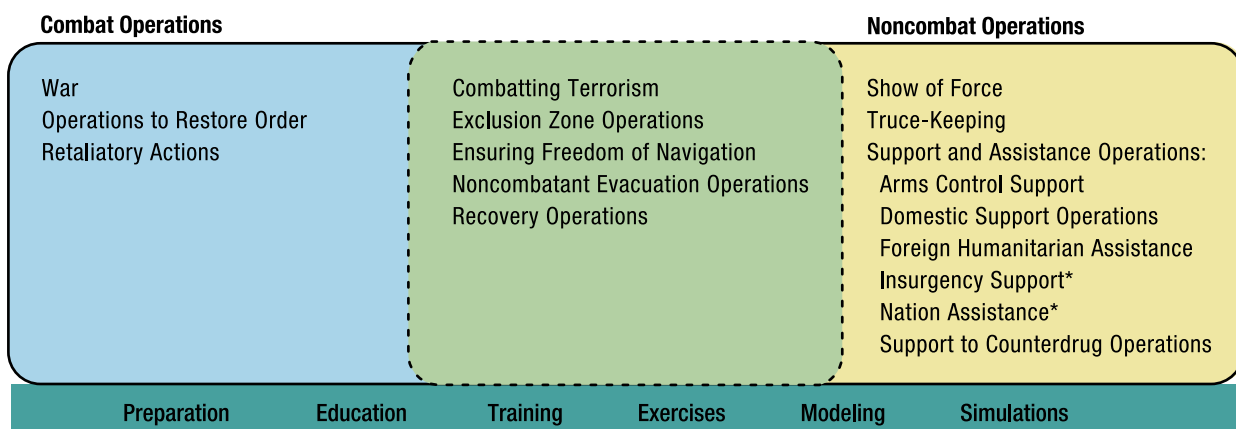 Combat Operations
Noncombat Operations
War
Operations to Restore Order
Retaliatory Actions
Combatting Terrorism
Exclusion Zone Operations
Ensuring Freedom of Navigation
Noncombatant Evacuation Operations
Recovery Operations
Show of Force
Truce-Keeping
Support and Assistance Operations:
Arms Control Support
Domestic Support Operations
Foreign Humanitarian Assistance
Insurgency Support*
Nation Assistance*
Support to Counterdrug Operations
Preparation Education Training Exercises Modeling Simulations